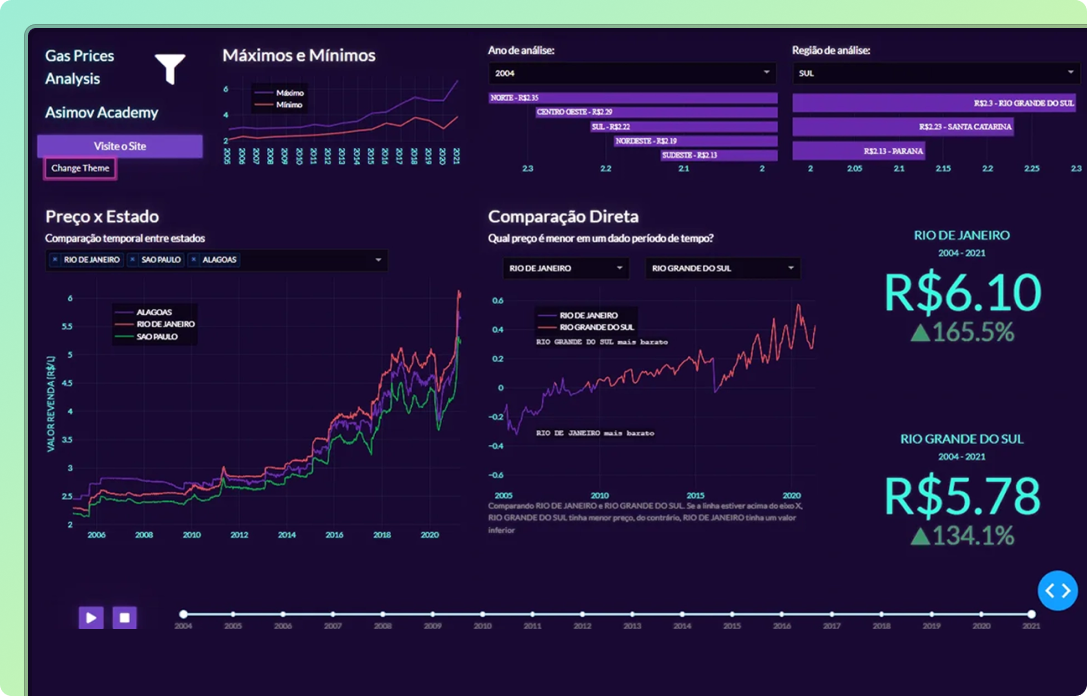 Gas Prices
Analysis
Asimov Academy
Visite o Site
Change Theme
Máximos e Mínimos
Máximo
Mínimo
6
4
2
2005 2006 2007 2008 2009 2010 2011 2012 2013 2014 2015 2016 2017 2018 2019 2020 2021
Ano de análise:
2004
NORTE - R$2.35
CENTRO OESTE - R$2.29
SUL - R$2.22
NORDESTE - R$2.19
SUDESTE - R$2.13
2.3 2.2 2.1 2
Região de análise:
SUL
R$2.3 - RIO GRANDE DO SUL
R$2.23 - SANTA CATARINA
R$2.13 - PARANA
2 2.05 2.1 2.15 2.2 2.25 2.3
Preço x Estado
Comparação temporal entre estados
× RIO DE JANEIRO × SAO PAULO × ALAGOAS
ALAGOAS
RIO DE JANEIRO
SAO PAULO
VALOR REVENDA (R$/L)
6
5.5
5
4.5
4
3.5
3
2.5
2
2006 2008 2010 2012 2014 2016 2018 2020
Comparação Direta
Qual preço é menor em um dado período de tempo?
RIO DE JANEIRO
RIO GRANDE DO SUL
RIO DE JANEIRO
RIO GRANDE DO SUL
RIO GRANDE DO SUL mais barato
RIO DE JANEIRO mais barato
0.6
0.4
0.2
0
−0.2
−0.4
−0.6
2005 2010 2015 2020
Comparando RIO DE JANEIRO e RIO GRANDE DO SUL. Se a linha estiver acima do eixo X,
RIO GRANDE DO SUL tinha menor preço, do contrário, RIO DE JANEIRO tinha um valor
inferior
RIO DE JANEIRO
2004 - 2021
R$6.10
▲165.5%
RIO GRANDE DO SUL
2004 - 2021
R$5.78
▲134.1%
2004 2005 2006 2007 2008 2009 2010 2011 2012 2013 2014 2015 2016 2017 2018 2019 2020 2021